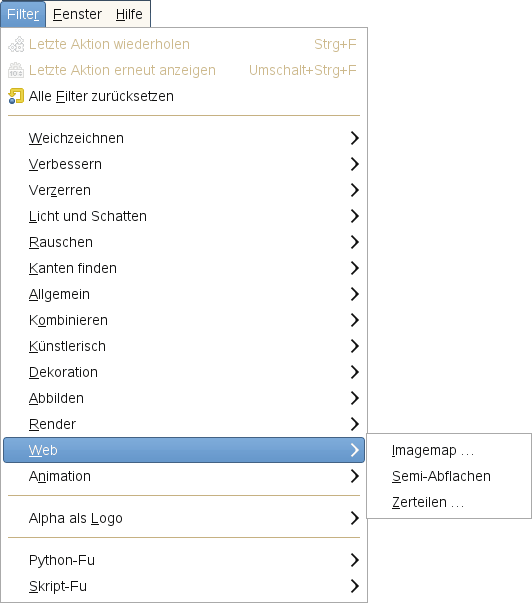 Filter Fenster Hilfe
Letzte Aktion wiederholen Strg+F
Letzte Aktion erneut anzeigen Umschalt+Strg+F
Alle Filter zurücksetzen
Weichzeichnen
Verbessern
Verzerren
Licht und Schatten
Rauschen
Kanten finden
Allgemein
Kombinieren
Künstlerisch
Dekoration
Abbilden
Render
Web
Imagemap ...
Animation
Semi-Abflachen
Zerteilen ...
Alpha als Logo
Python-Fu
Skript-Fu